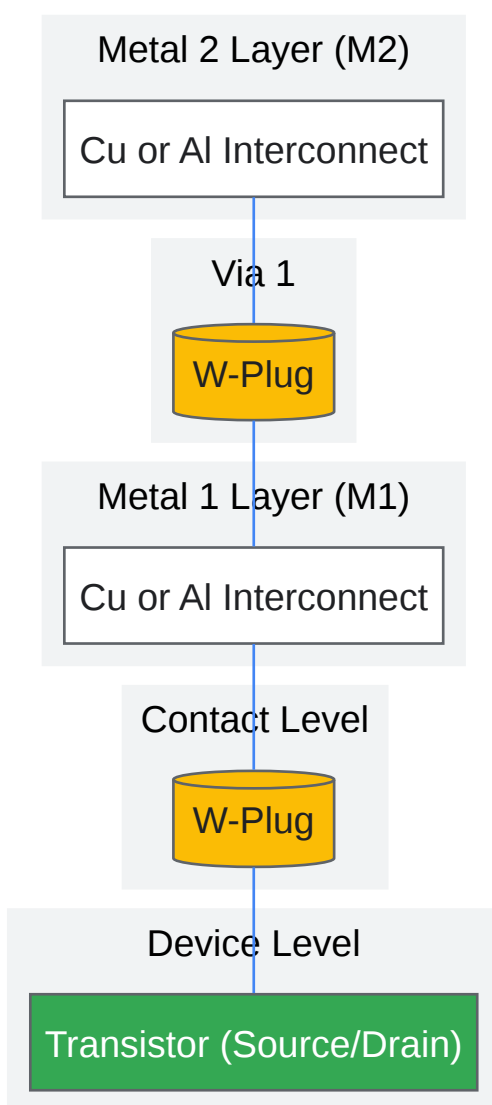 Metal 2 Layer (M2)
Cu or Al Interconnect
Via 1
W-Plug
Metal 1 Layer (M1)
Cu or Al Interconnect
Contact Level
W-Plug
Device Level
Transistor (Source/Drain)